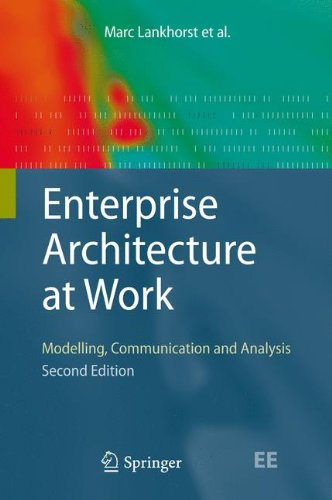 Marc Lankhorst et al.
Enterprise
Architecture
at Work
Modelling, Communication and Analysis
Second Edition
Springer
EE